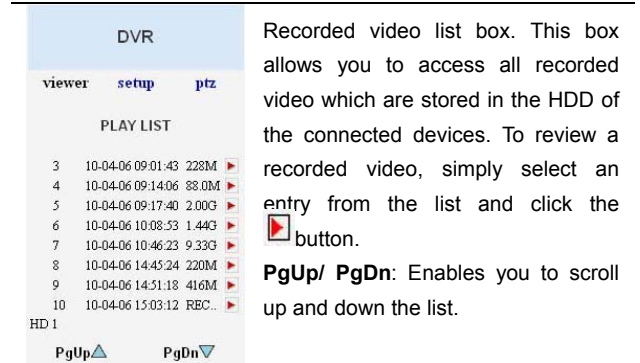 DVR
viewer setup ptz
PLAY LIST
3 10-04-06 09:01:43 228M
4 10-04-06 09:14:06 88.0M
5 10-04-06 09:17:40 2.00G
6 10-04-06 10:08:53 1.44G
7 10-04-06 10:46:23 9.33G
8 10-04-06 14:45:24 220M
9 10-04-06 14:51:18 416M
10 10-04-06 15:03:12 REC..
HD 1
PgUp PgDn
Recorded video list box. This box
allows you to access all recorded
video which are stored in the HDD of
the connected devices. To review a
recorded video, simply select an
entry from the list and click the
button.
PgUp/ PgDn: Enables you to scroll
up and down the list.